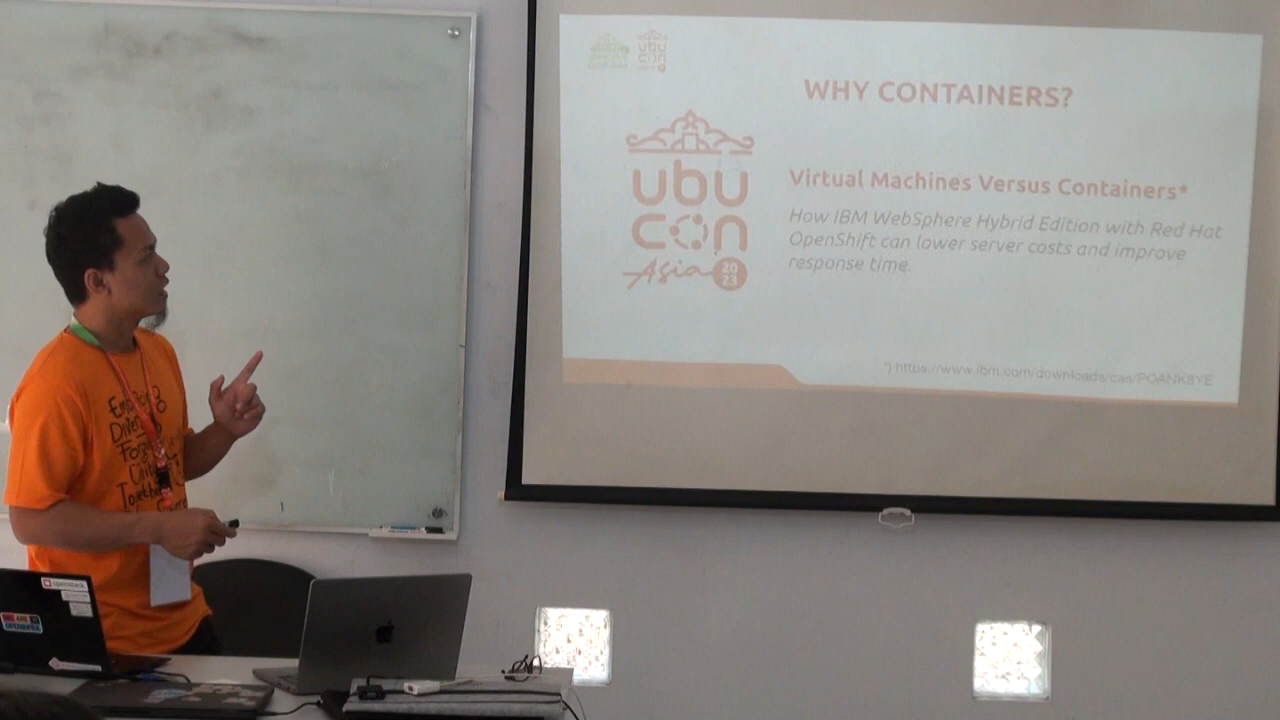 ubu
con
WHY CONTAINERS?
ubu
con
Asia 2023
Virtual Machines Versus Containers*
How IBM WebSphere Hybrid Edition with Red Hat
OpenShift can lower server costs and improve
response time.
*) https://www.ibm.com/downloads/cas/POANK8YE
Together
openstack